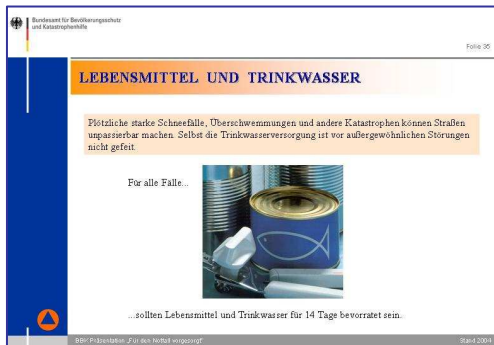 Bundesamt für Bevölkerungsschutz
und Katastrophenhilfe
Folie 35
LEBENSMITTEL UND TRINKWASSER
Plötzliche starke Schneefälle, Überschwemmungen und andere Katastrophen können Straßen
unpassierbar machen. Selbst die Trinkwasserversorgung ist vor außergewöhnlichen Störungen
nicht gefeit.
Für alle Fälle...
...sollten Lebensmittel und Trinkwasser für 14 Tage bevorratet sein.
BBK Präsentation „Für den Notfall vorgesorgt"
Stand 2004